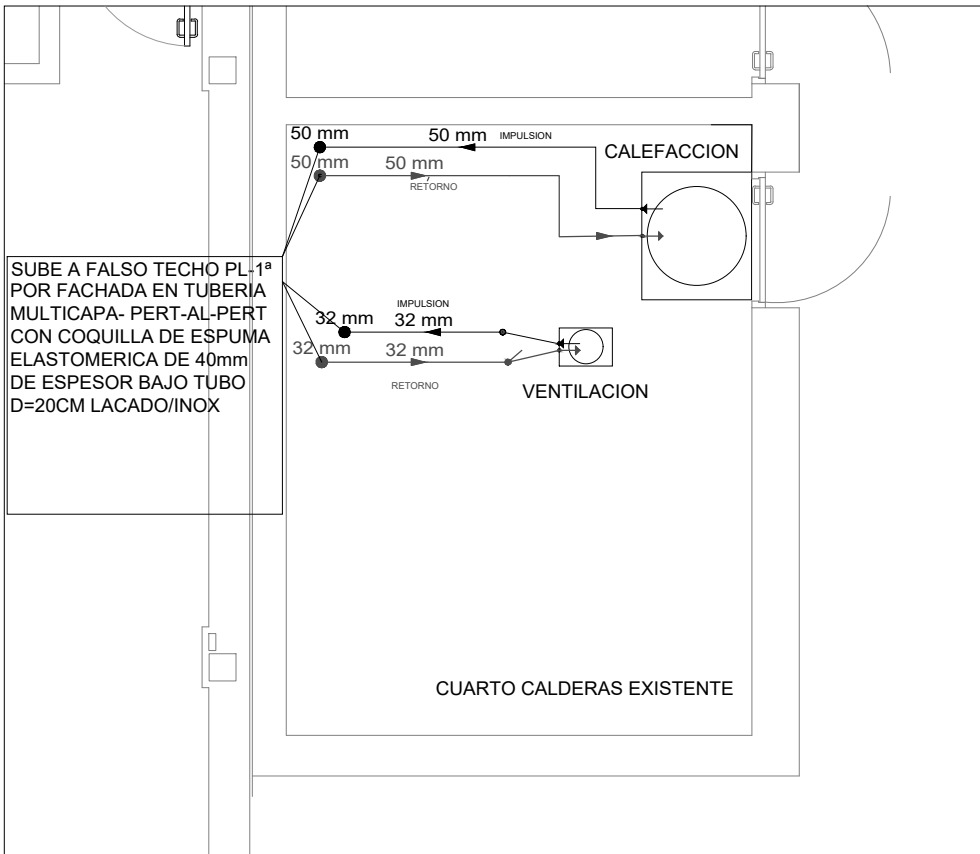 50 mm
50 mm
IMPULSION
CALEFACCION
50 mm
50 mm
RETORNO
SUBE A FALSO TECHO PL-1ª
POR FACHADA EN TUBERIA
MULTICAPA- PERT-AL-PERT
CON COQUILLA DE ESPUMA
ELASTOMERICA DE 40mm
DE ESPESOR BAJO TUBO
D=20CM LACADO/INOX
IMPULSION
32 mm
32 mm
32 mm
32 mm
RETORNO
VENTILACION
CUARTO CALDERAS EXISTENTE